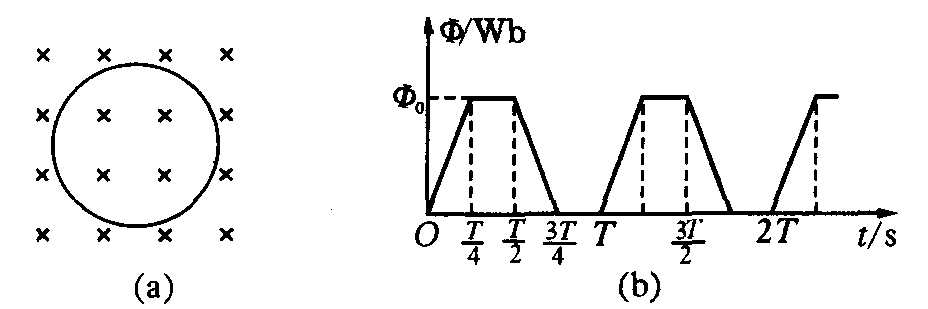 × × × ×
× × × ×
× × × ×
× × × ×
(a)
Φ/Wb
Φ₀
O T/4 T/2 3T/4 T 3T/2 2T t/s
(b)